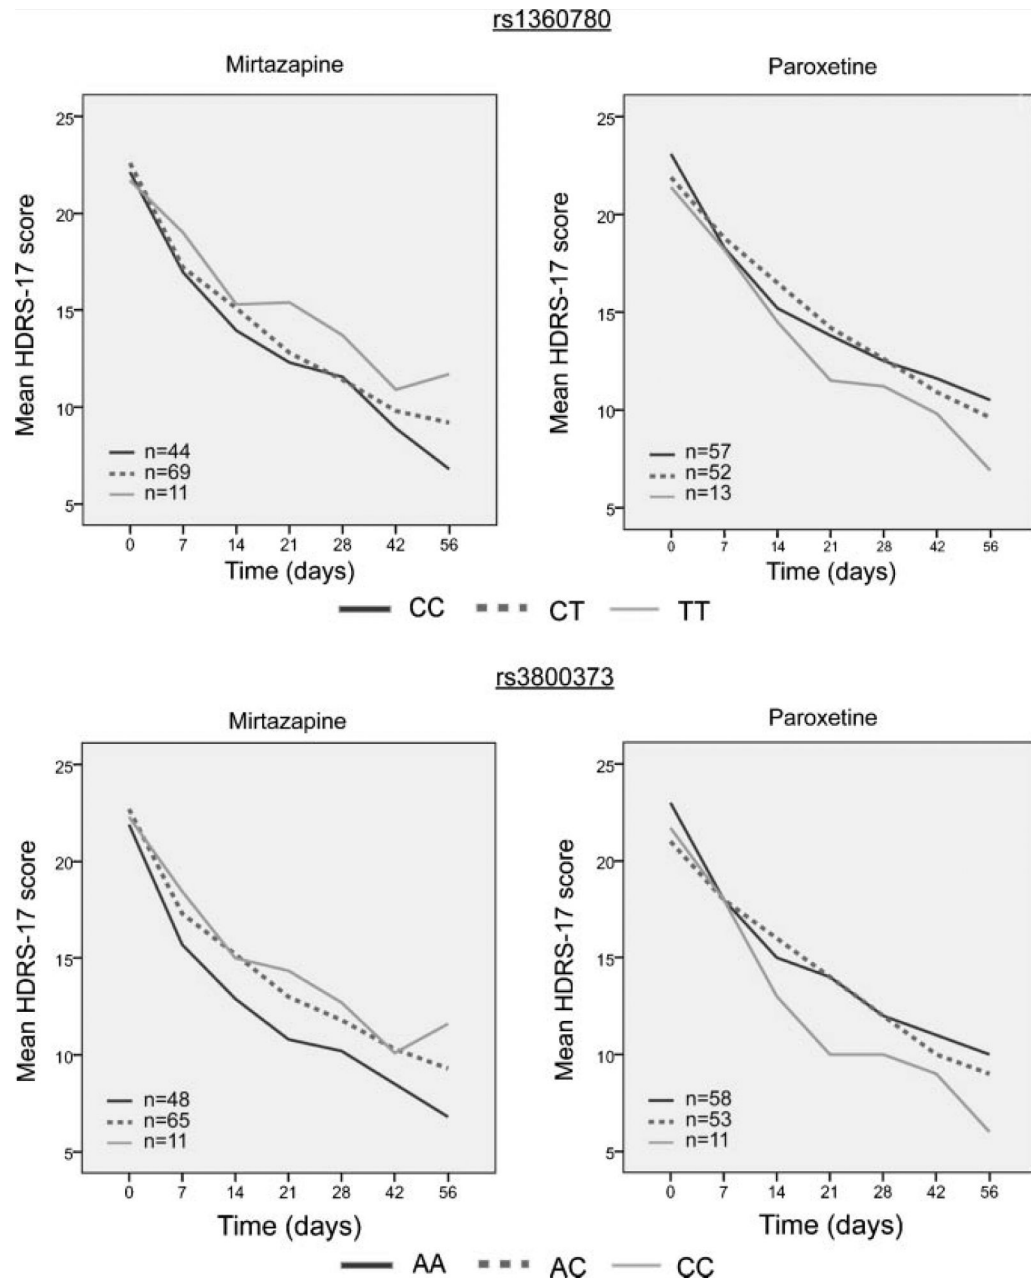 rs1360780
Mirtazapine
Paroxetine
Mean HDRS-17 score
25
20
15
10
5
n=44
n=69
n=11
0 7 14 21 28 42 56
Time (days)
Mean HDRS-17 score
25
20
15
10
5
n=57
n=52
n=13
0 7 14 21 28 42 56
Time (days)
CC CT TT
rs3800373
Mirtazapine
Paroxetine
Mean HDRS-17 score
25
20
15
10
5
n=48
n=65
n=11
0 7 14 21 28 42 56
Time (days)
Mean HDRS-17 score
25
20
15
10
5
n=58
n=53
n=11
0 7 14 21 28 42 56
Time (days)
AA AC CC